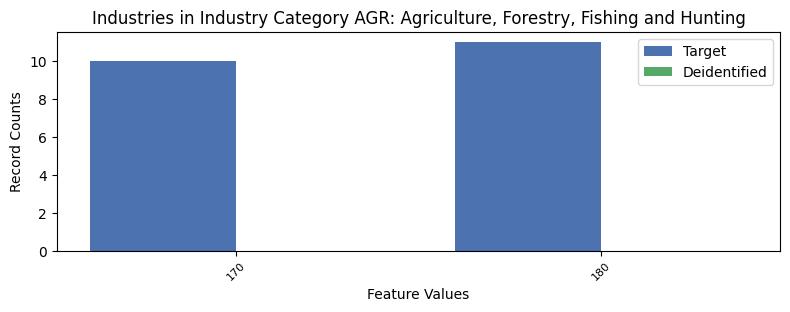 Industries in Industry Category AGR: Agriculture, Forestry, Fishing and Hunting
Target
Deidentified
Record Counts
10
8
6
4
2
0
170
180
Feature Values